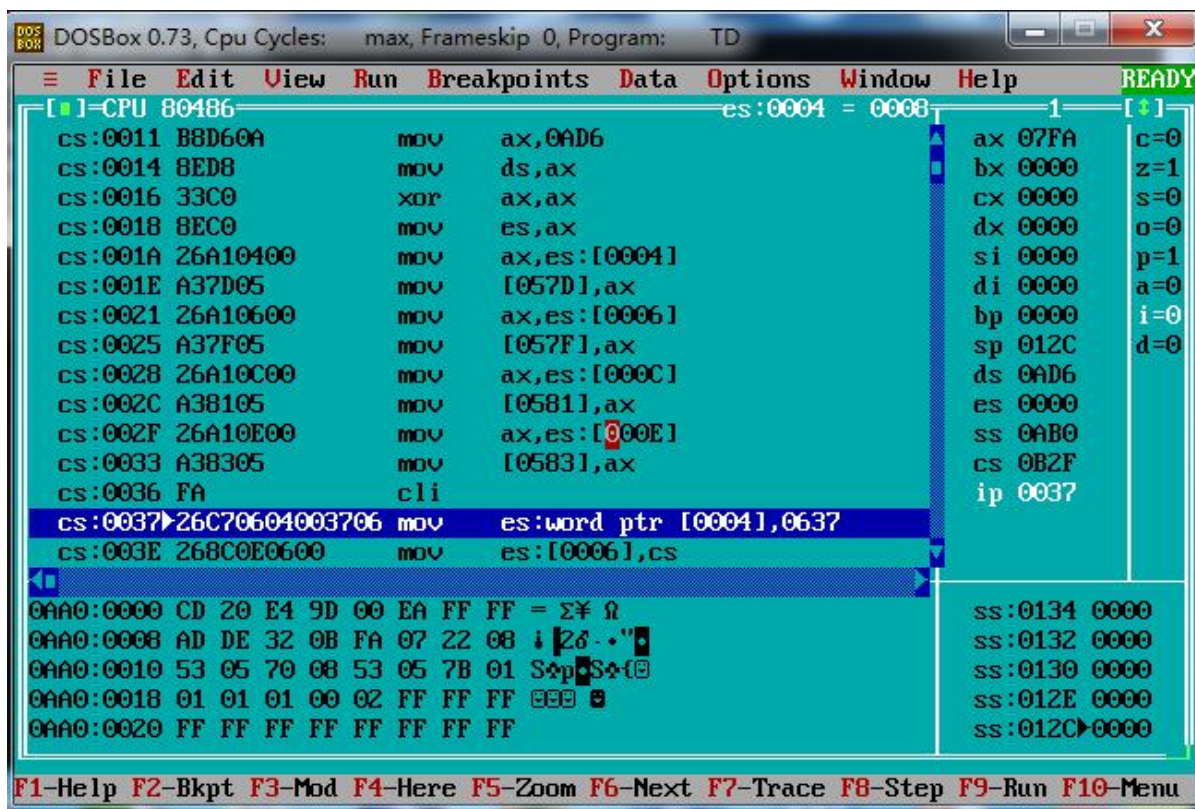 DOSBox 0.73, Cpu Cycles: max, Frameskip 0, Program: TD
≡ File Edit View Run Breakpoints Data Options Window Help READY
[■]=CPU 80486 es:0004 = 0008 1 [↕]
cs:0011 B8D60A mov ax,0AD6 ax 07FA c=0
cs:0014 8ED8 mov ds,ax bx 0000 z=1
cs:0016 33C0 xor ax,ax cx 0000 s=0
cs:0018 8EC0 mov es,ax dx 0000 o=0
cs:001A 26A10400 mov ax,es:[0004] si 0000 p=1
cs:001E A37D05 mov [057D],ax di 0000 a=0
cs:0021 26A10600 mov ax,es:[0006] bp 0000 i=0
cs:0025 A37F05 mov [057F],ax sp 012C d=0
cs:0028 26A10C00 mov ax,es:[000C] ds 0AD6
cs:002C A38105 mov [0581],ax es 0000
cs:002F 26A10E00 mov ax,es:[000E] ss 0AB0
cs:0033 A38305 mov [0583],ax cs 0B2F
cs:0036 FA cli ip 0037
cs:0037►26C70604003706 mov es:word ptr [0004],0637
cs:003E 268C0E0600 mov es:[0006],cs
0AA0:0000 CD 20 E4 9D 00 EA FF FF = Σ¥ Ω ss:0134 0000
0AA0:0008 AD DE 32 0B FA 07 22 08 ss:0132 0000
0AA0:0010 53 05 70 08 53 05 7B 01 S♣p◘S♣{☺ ss:0130 0000
0AA0:0018 01 01 01 00 02 FF FF FF ☺☺☺ ☻ ss:012E 0000
0AA0:0020 FF FF FF FF FF FF FF FF ss:012C►0000
F1-Help F2-Bkpt F3-Mod F4-Here F5-Zoom F6-Next F7-Trace F8-Step F9-Run F10-Menu